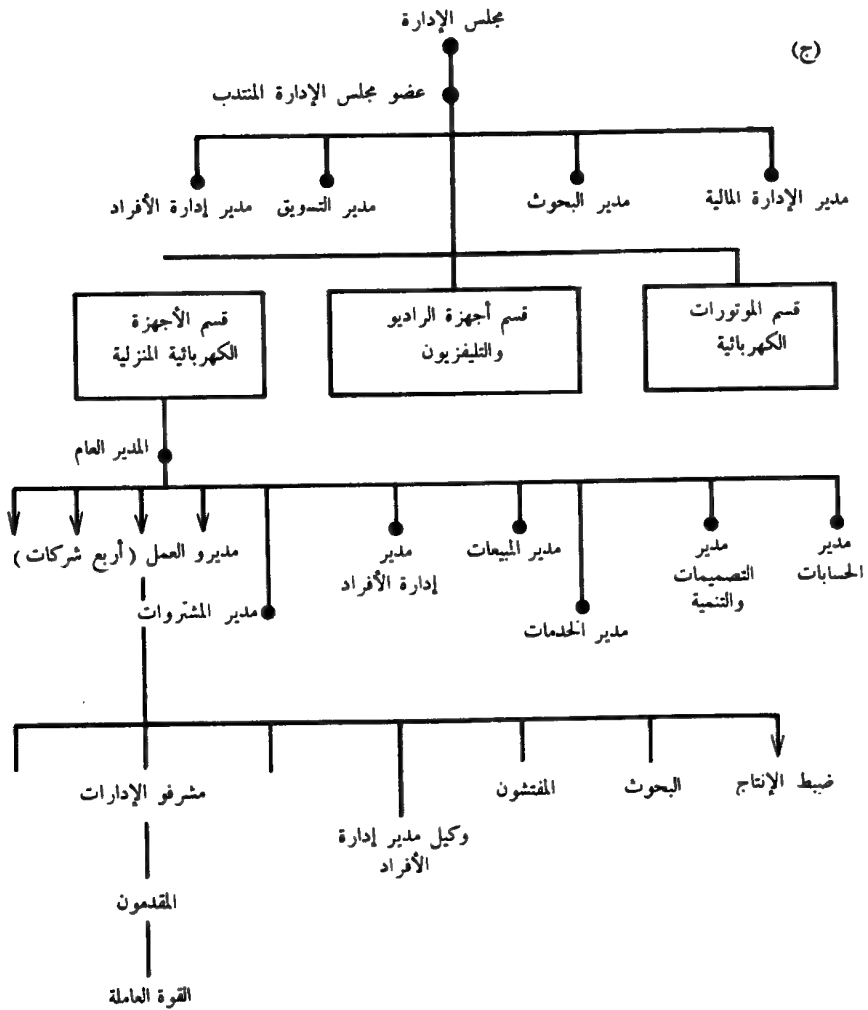 (ج)
مجلس الإدارة
عضو مجلس الإدارة المنتدب
مدير الإدارة المالية
مدير البحوث
مدير التسويق
مدير إدارة الأفراد
قسم الموتورات
الكهربائية
قسم أجهزة الراديو
والتليفزيون
قسم الأجهزة
الكهربائية المنزلية
المدير العام
مدير
الحسابات
مدير
التصميمات
والتنمية
مدير الخدمات
مدير المبيعات
مدير
إدارة الأفراد
مدير المشتروات
مديرو العمل (أربع شركات)
ضبط الإنتاج
البحوث
المفتشون
وكيل مدير إدارة
الأفراد
مشرفو الإدارات
المقدمون
القوة العاملة